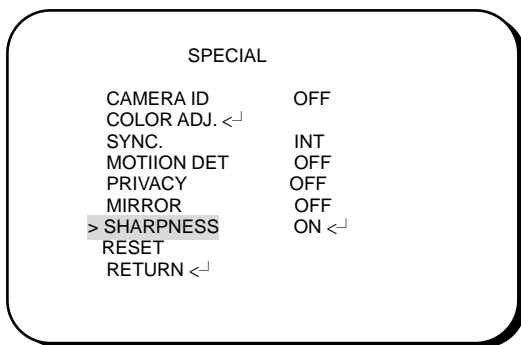 SPECIAL
CAMERA ID OFF
COLOR ADJ. <┘
SYNC. INT
MOTIION DET OFF
PRIVACY OFF
MIRROR OFF
> SHARPNESS ON <┘
RESET
RETURN <┘